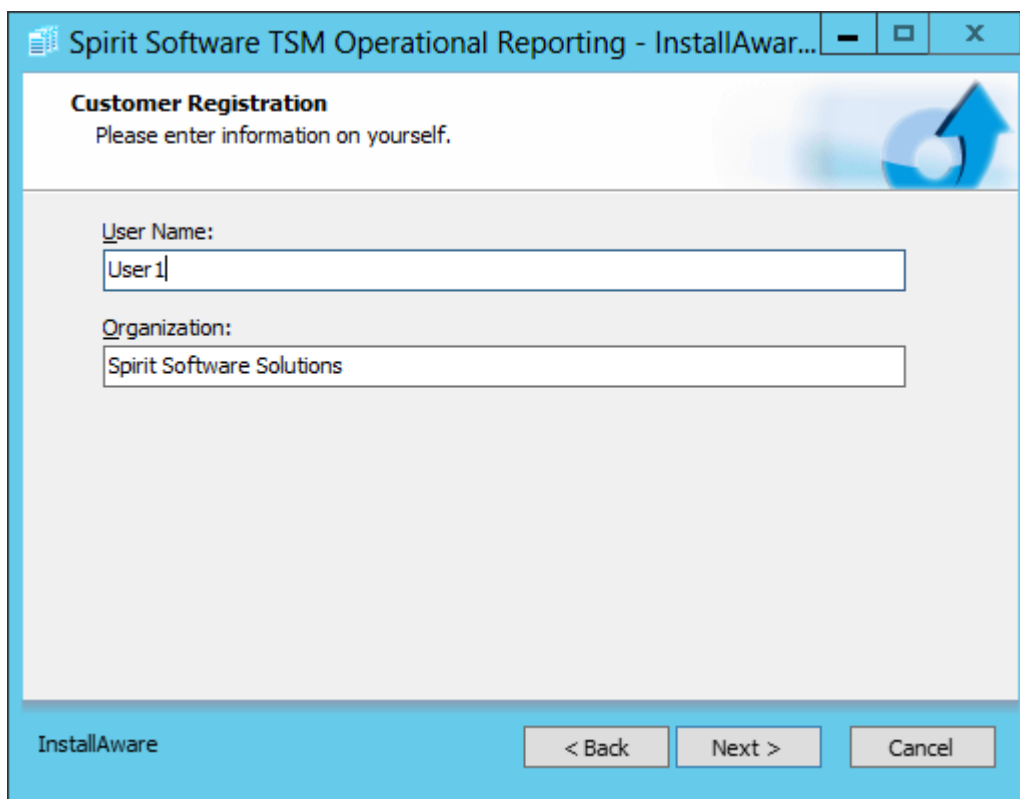 Spirit Software TSM Operational Reporting - InstallAwar...
Customer Registration
Please enter information on yourself.
User Name:
User1
Organization:
Spirit Software Solutions
InstallAware
< Back
Next >
Cancel